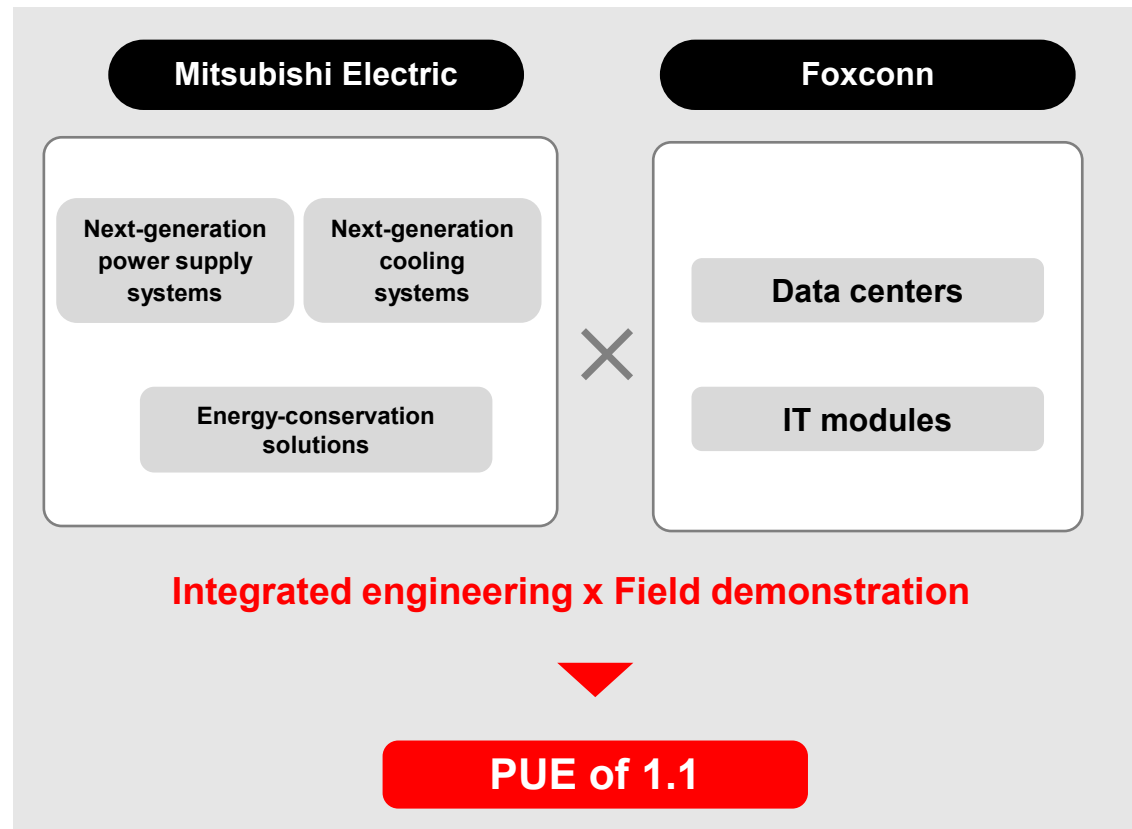 Mitsubishi Electric
Foxconn
Next-generation
power supply
systems
Next-generation
cooling
systems
Energy-conservation
solutions
×
Data centers
IT modules
Integrated engineering x Field demonstration
PUE of 1.1